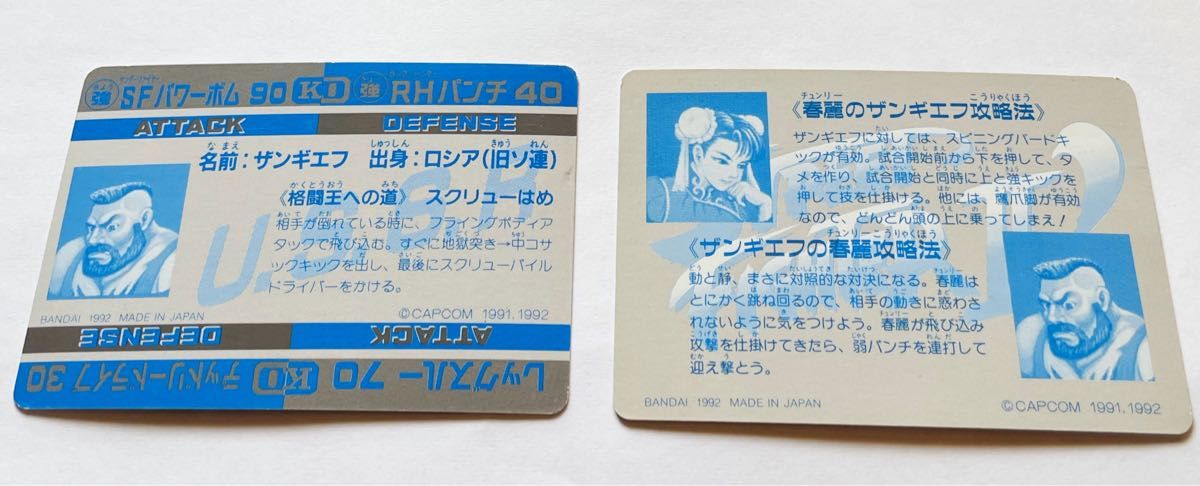 強 SFパワーボム 90 KO 強 RHパンチ 40
ATTACK DEFENSE
名前：ザンギエフ 出身：ロシア(旧ソ連)
《格闘王への道》 スクリューはめ
相手が倒れている時に、フライングボディア
タックで飛び込む。すぐに地獄突き→中コサ
ックキックを出し、最後にスクリューパイル
ドライバーをかける。
BANDAI 1992 MADE IN JAPAN ©CAPCOM 1991.1992
ATTACK DEFENSE
レッグスルー 70 KO デッドリードライブ 30
《春麗のザンギエフ攻略法》
ザンギエフに対しては、スピニングバードキ
ックが有効。試合開始前から下を押して、タ
メを作り、試合開始と同時に上と強キックを
押して技を仕掛ける。他には、鷹爪脚が有効
なので、どんどん頭の上に乗ってしまえ！
《ザンギエフの春麗攻略法》
動と静、まさに対照的な対決になる。春麗は
とにかく跳ね回るので、相手の動きに惑わさ
れないように気をつけよう。春麗が飛び込み
攻撃を仕掛けてきたら、弱パンチを連打して
迎え撃とう。
BANDAI 1992 MADE IN JAPAN ©CAPCOM 1991.1992